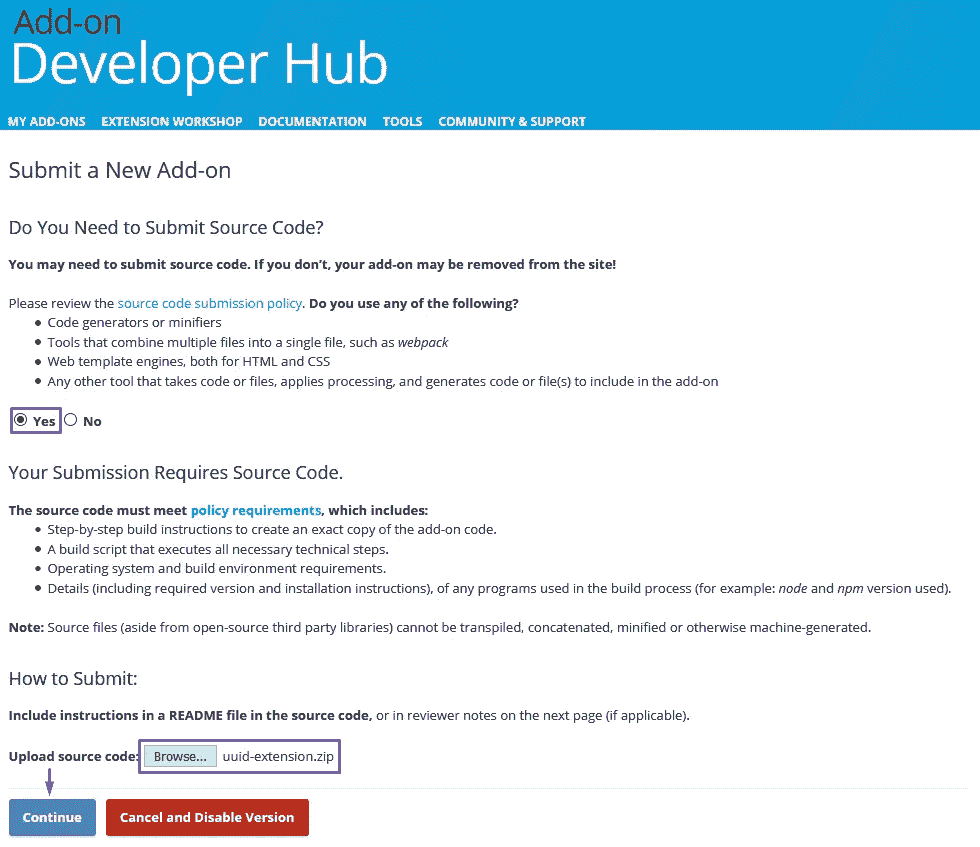 Add-on
Developer Hub
MY ADD-ONS EXTENSION WORKSHOP DOCUMENTATION TOOLS COMMUNITY & SUPPORT
Submit a New Add-on
Do You Need to Submit Source Code?
You may need to submit source code. If you don’t, your add-on may be removed from the site!
Please review the source code submission policy. Do you use any of the following?
• Code generators or minifiers
• Tools that combine multiple files into a single file, such as webpack
• Web template engines, both for HTML and CSS
• Any other tool that takes code or files, applies processing, and generates code or file(s) to include in the add-on
Yes No
Your Submission Requires Source Code.
The source code must meet policy requirements, which includes:
• Step-by-step build instructions to create an exact copy of the add-on code.
• A build script that executes all necessary technical steps.
• Operating system and build environment requirements.
• Details (including required version and installation instructions), of any programs used in the build process (for example: node and npm version used).
Note: Source files (aside from open-source third party libraries) cannot be transpiled, concatenated, minified or otherwise machine-generated.
How to Submit:
Include instructions in a README file in the source code, or in reviewer notes on the next page (if applicable).
Upload source code: Browse... uuid-extension.zip
Continue Cancel and Disable Version